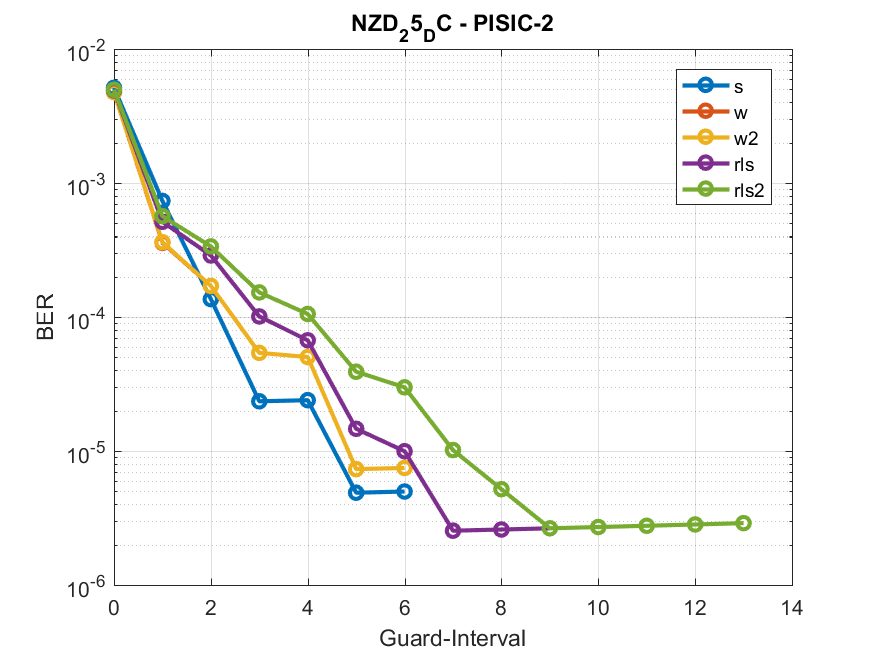 NZD₂5_DC - PISIC-2
s
w
w2
rls
rls2
10⁻²
10⁻³
10⁻⁴
10⁻⁵
10⁻⁶
BER
0 2 4 6 8 10 12 14
Guard-Interval